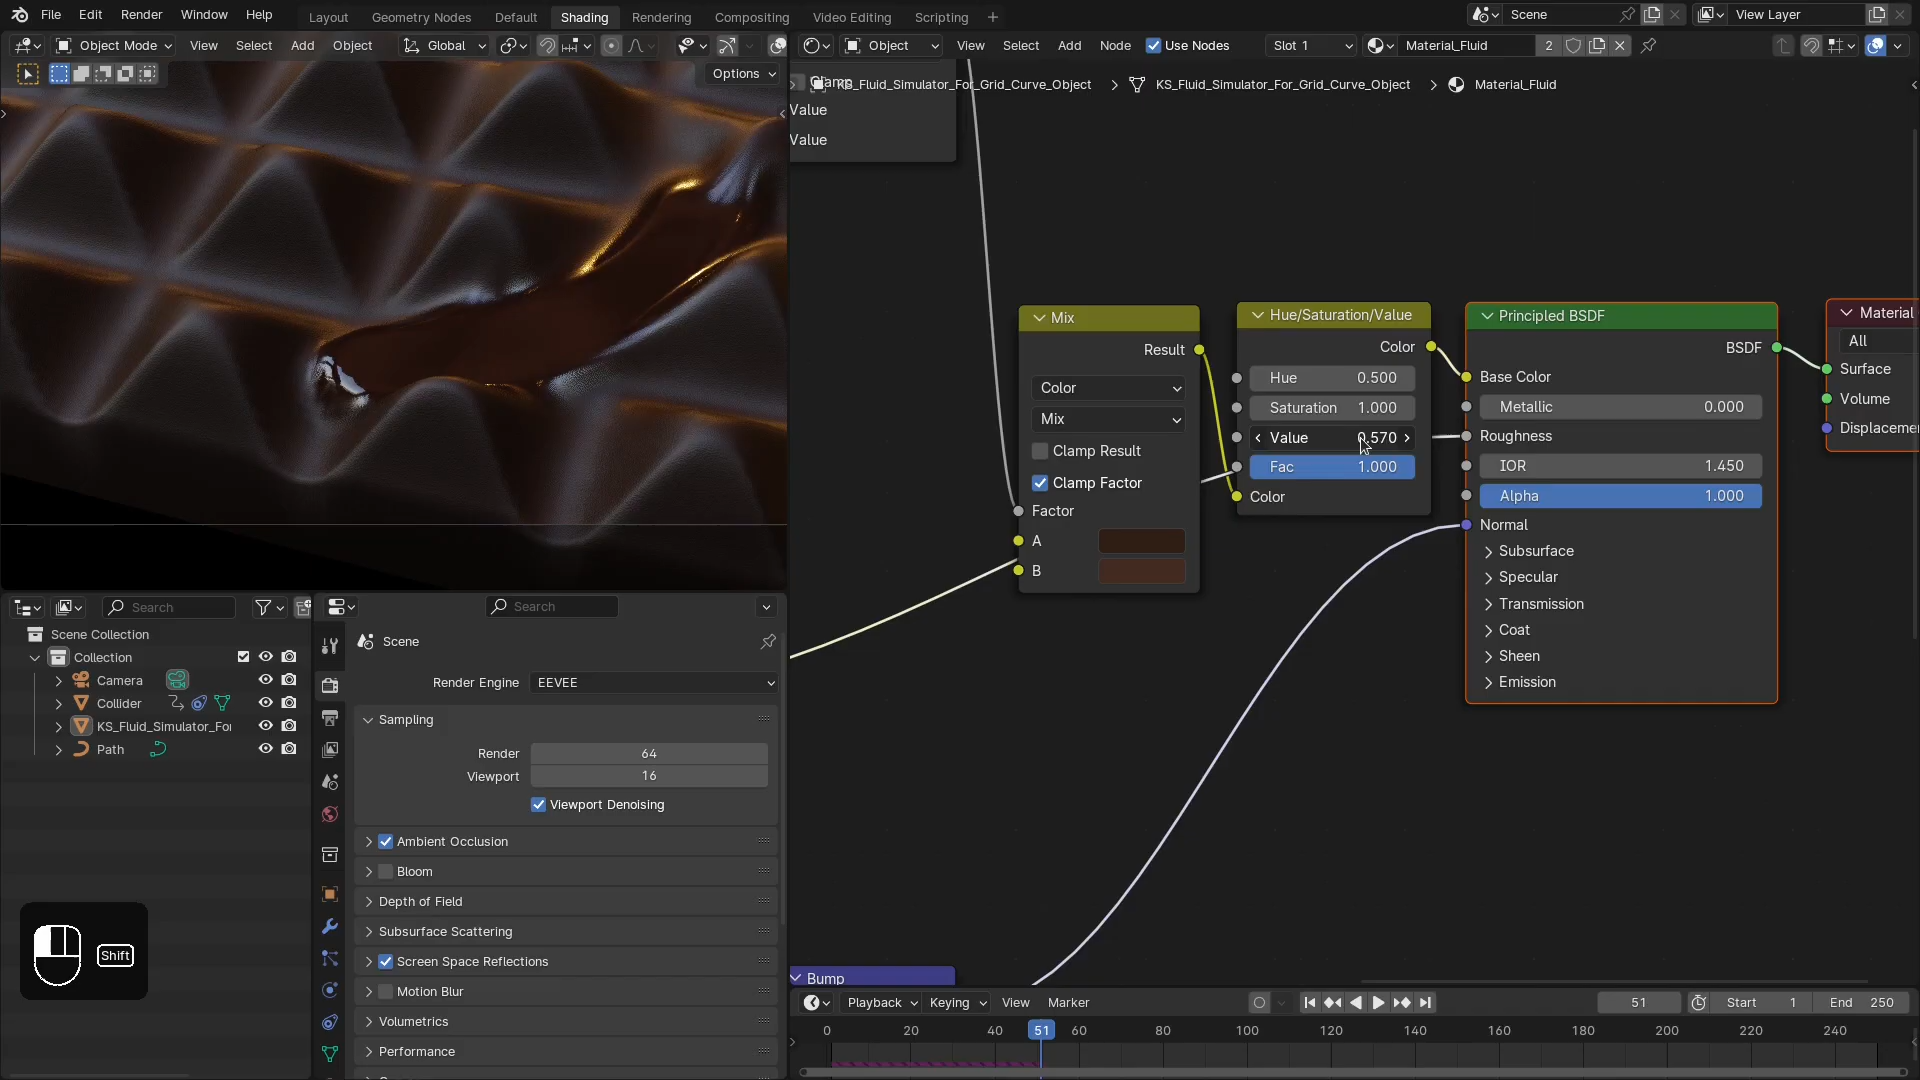 File Edit Render Window Help
Layout Geometry Nodes Default Shading Rendering Compositing Video Editing Scripting +
Scene
View Layer
Object Mode View Select Add Object Global
Options
Object View Select Add Node Use Nodes Slot 1 Material_Fluid 2
KS_Fluid_Simulator_For_Grid_Curve_Object > KS_Fluid_Simulator_For_Grid_Curve_Object > Material_Fluid
Clamp
Value
Value
Mix
Result
Color
Mix
Clamp Result
Clamp Factor
Factor
A
B
Hue/Saturation/Value
Color
Hue 0.500
Saturation 1.000
Value 0.570
Fac 1.000
Color
Principled BSDF
BSDF
Base Color
Metallic 0.000
Roughness
IOR 1.450
Alpha 1.000
Normal
Subsurface
Specular
Transmission
Coat
Sheen
Emission
Material
All
Surface
Volume
Displaceme
Bump
Search
Scene Collection
Collection
Camera
Collider
KS_Fluid_Simulator_Fo
Path
Shift
Search
Scene
Render Engine EEVEE
Sampling
Render 64
Viewport 16
Viewport Denoising
Ambient Occlusion
Bloom
Depth of Field
Subsurface Scattering
Screen Space Reflections
Motion Blur
Volumetrics
Performance
Playback Keying View Marker
51 Start 1 End 250
0 20 40 51 60 80 100 120 140 160 180 200 220 240